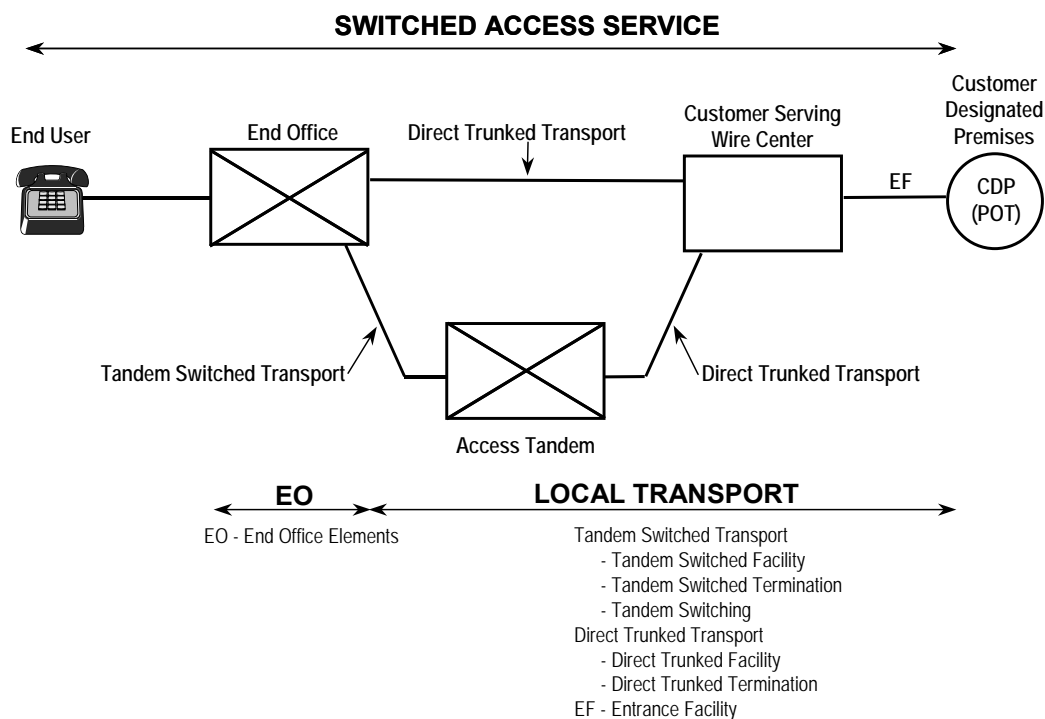 SWITCHED ACCESS SERVICE
Customer
Designated
Premises
Customer Serving
Wire Center
End User
End Office
Direct Trunked Transport
EF
CDP
(POT)
Tandem Switched Transport
Direct Trunked Transport
Access Tandem
EO
LOCAL TRANSPORT
EO - End Office Elements
Tandem Switched Transport
- Tandem Switched Facility
- Tandem Switched Termination
- Tandem Switching
Direct Trunked Transport
- Direct Trunked Facility
- Direct Trunked Termination
EF - Entrance Facility